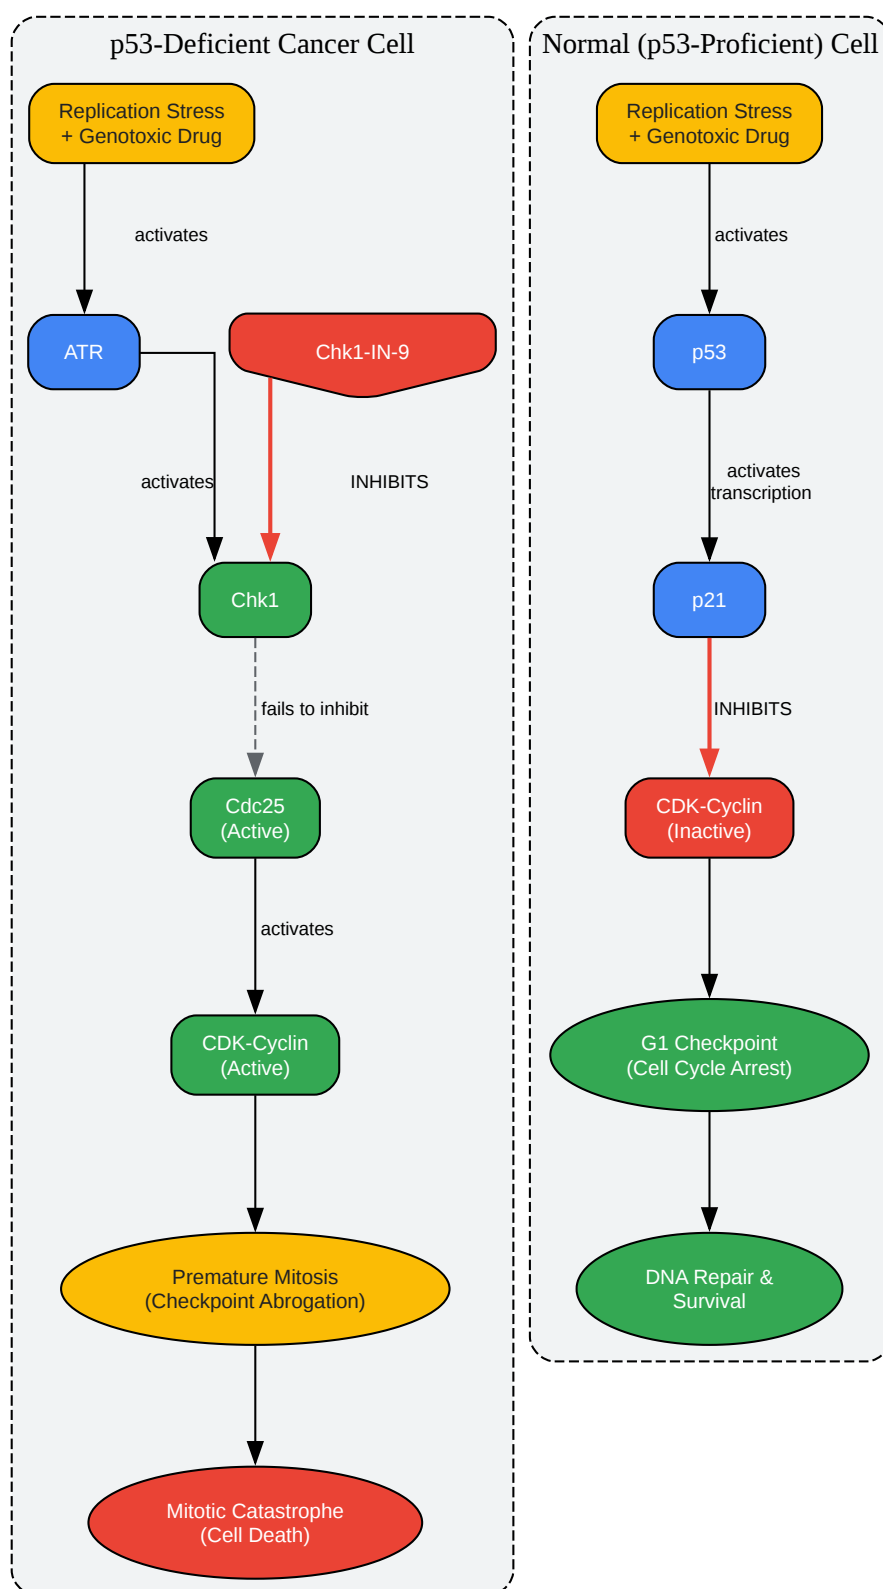 p53-Deficient Cancer Cell
Replication Stress
+ Genotoxic Drug
activates
ATR
Chk1-IN-9
activates
INHIBITS
Chk1
fails to inhibit
Cdc25
(Active)
activates
CDK-Cyclin
(Active)
Premature Mitosis
(Checkpoint Abrogation)
Mitotic Catastrophe
(Cell Death)
Normal (p53-Proficient) Cell
Replication Stress
+ Genotoxic Drug
activates
p53
activates
transcription
p21
INHIBITS
CDK-Cyclin
(Inactive)
G1 Checkpoint
(Cell Cycle Arrest)
DNA Repair &
Survival